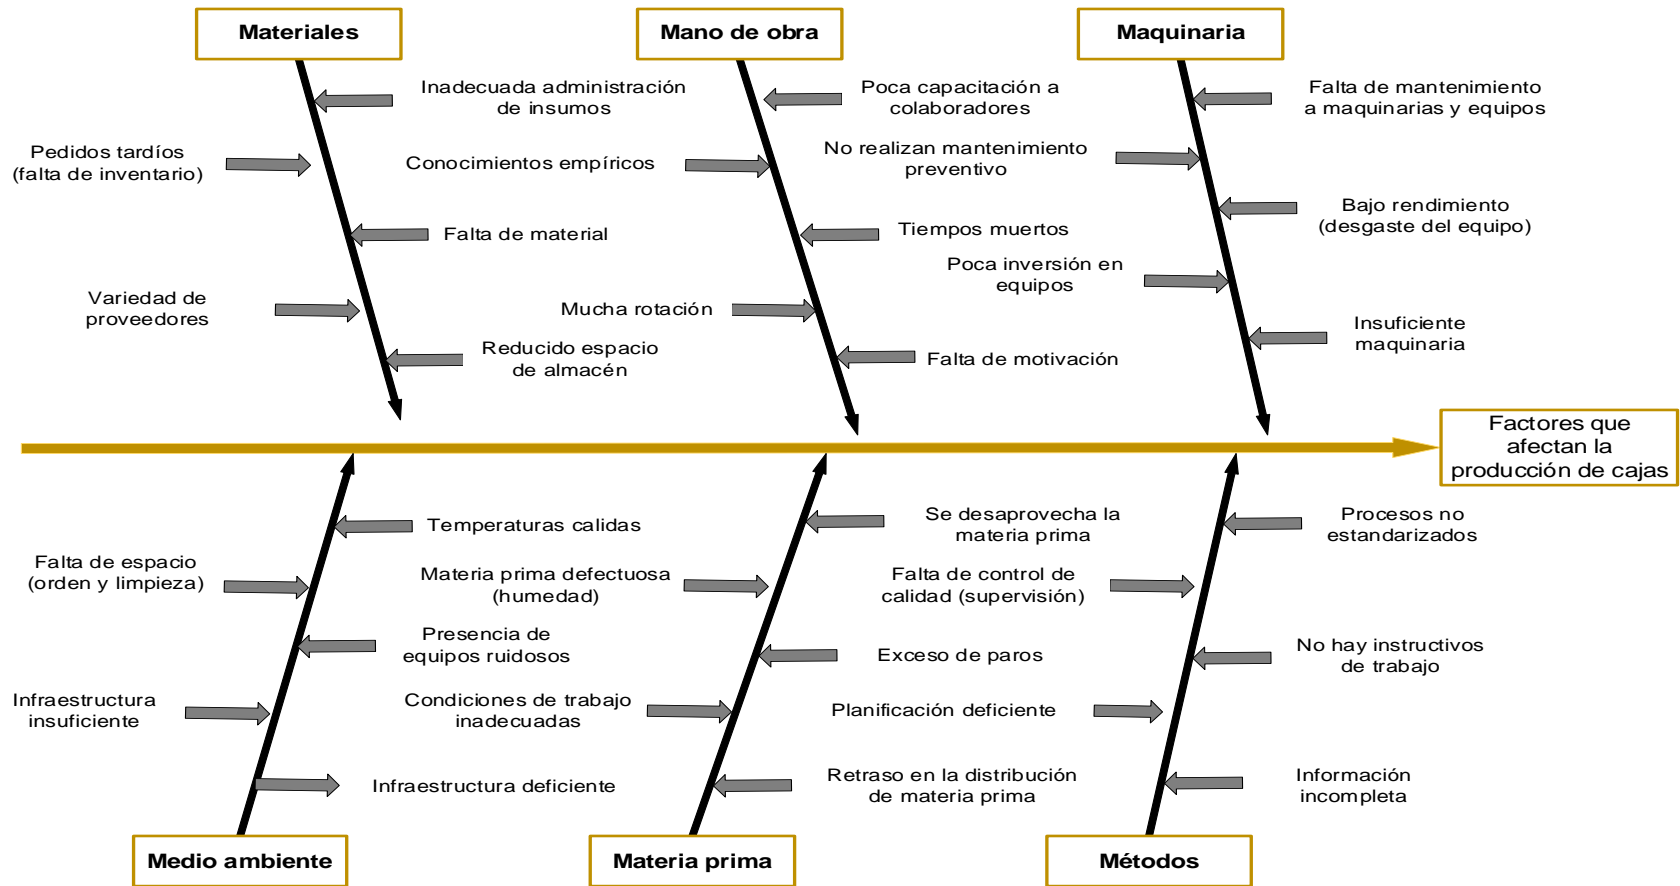 Materiales
Mano de obra
Maquinaria
Inadecuada administración
de insumos
Pedidos tardíos
(falta de inventario)
Falta de material
Variedad de
proveedores
Reducido espacio
de almacén
Poca capacitación a
colaboradores
Conocimientos empíricos
Tiempos muertos
Mucha rotación
Falta de motivación
Falta de mantenimiento
a maquinarias y equipos
No realizan mantenimiento
preventivo
Bajo rendimiento
(desgaste del equipo)
Poca inversión en
equipos
Insuficiente
maquinaria
Factores que
afectan la
producción de cajas
Temperaturas calidas
Falta de espacio
(orden y limpieza)
Presencia de
equipos ruidosos
Infraestructura
insuficiente
Infraestructura deficiente
Se desaprovecha la
materia prima
Materia prima defectuosa
(humedad)
Exceso de paros
Condiciones de trabajo
inadecuadas
Retraso en la distribución
de materia prima
Procesos no
estandarizados
Falta de control de
calidad (supervisión)
No hay instructivos
de trabajo
Planificación deficiente
Información
incompleta
Medio ambiente
Materia prima
Métodos